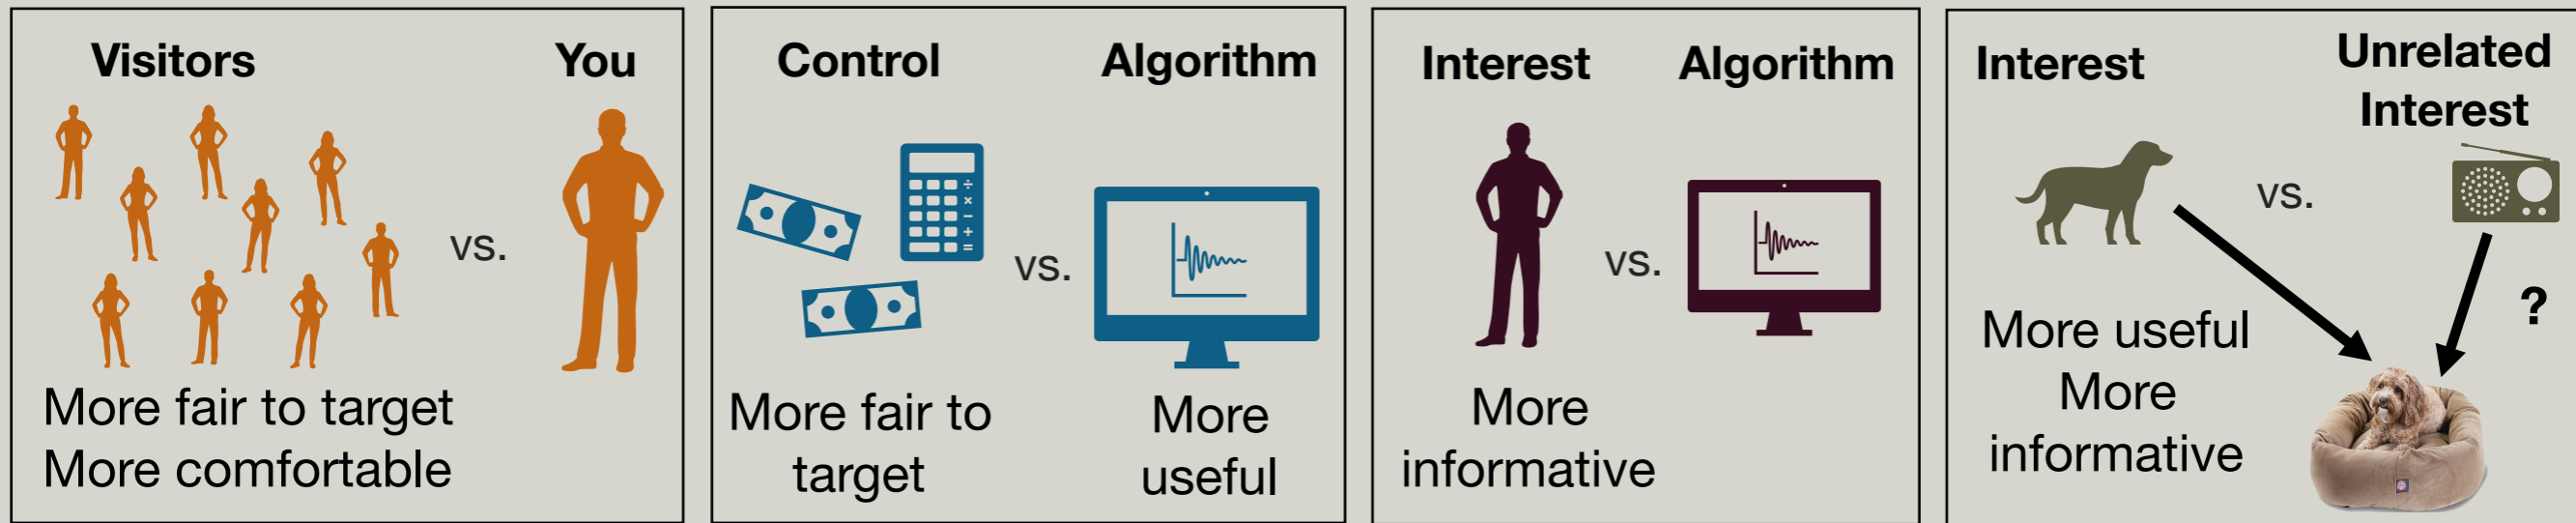 Visitors
You
vs.
More fair to target
More comfortable
Control
Algorithm
vs.
More fair to
target
More
useful
Interest
Algorithm
vs.
More
informative
Interest
Unrelated
Interest
vs.
?
More useful
More
informative